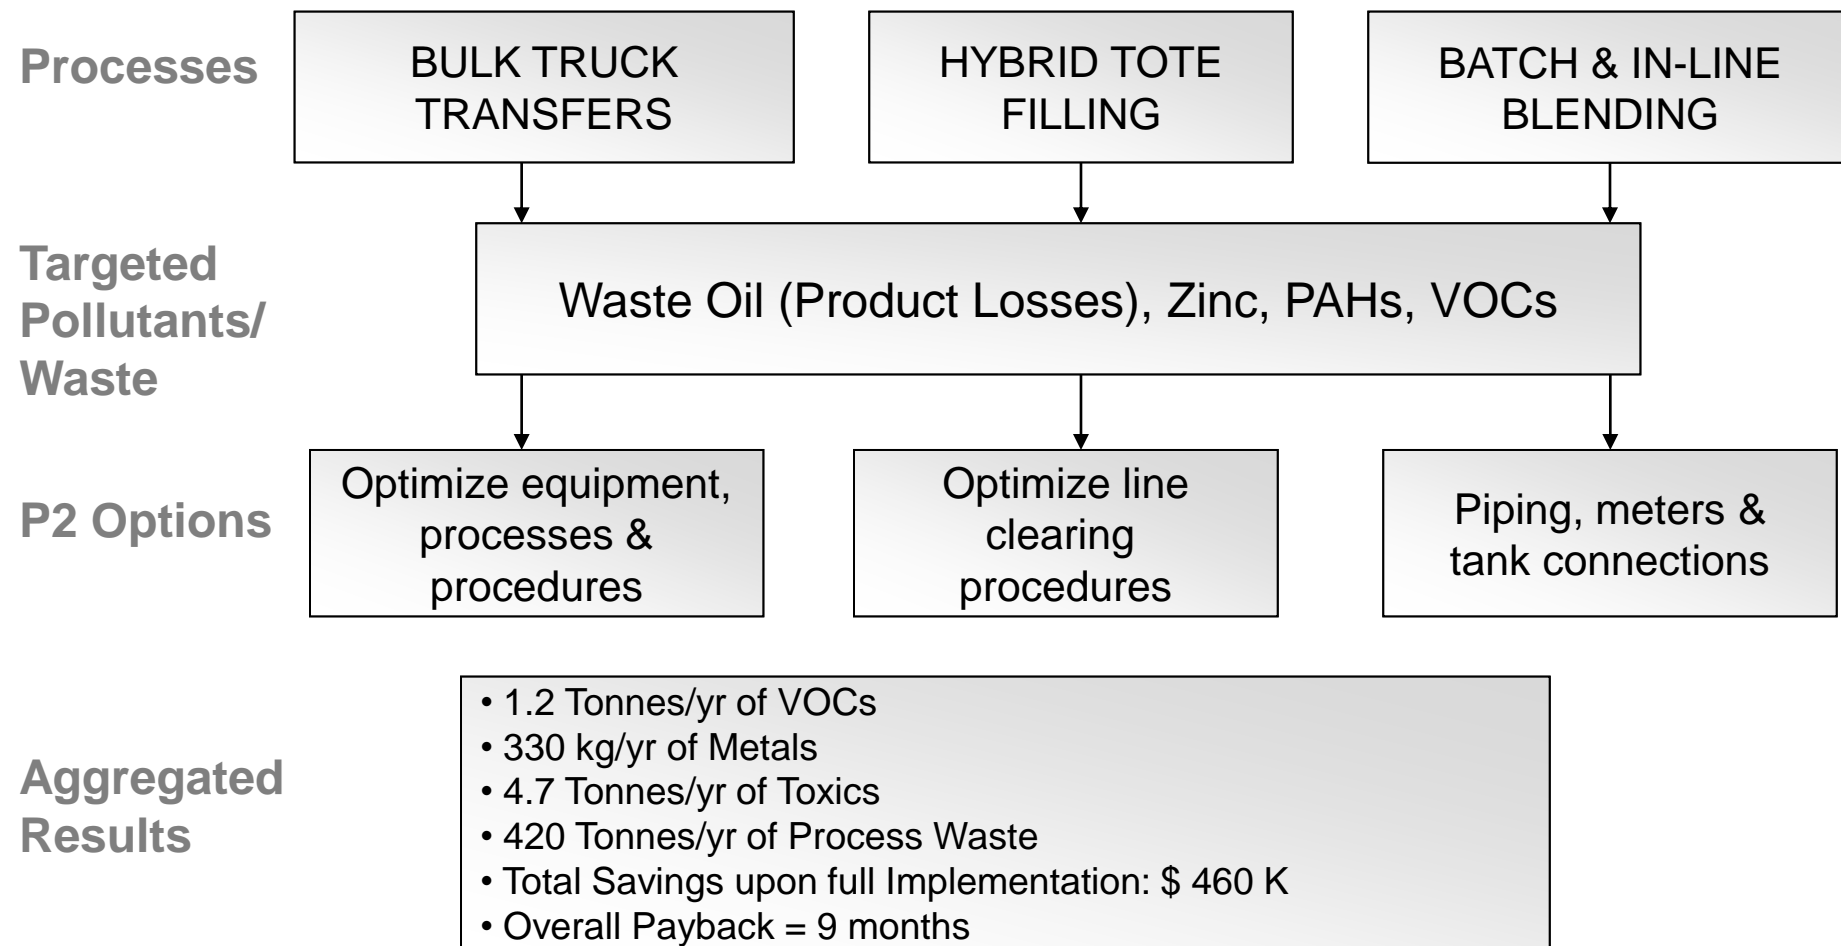 Processes
BULK TRUCK
TRANSFERS
HYBRID TOTE
FILLING
BATCH & IN-LINE
BLENDING
Targeted
Pollutants/
Waste
Waste Oil (Product Losses), Zinc, PAHs, VOCs
P2 Options
Optimize equipment,
processes &
procedures
Optimize line
clearing
procedures
Piping, meters &
tank connections
Aggregated
Results
• 1.2 Tonnes/yr of VOCs
• 330 kg/yr of Metals
• 4.7 Tonnes/yr of Toxics
• 420 Tonnes/yr of Process Waste
• Total Savings upon full Implementation: $ 460 K
• Overall Payback = 9 months